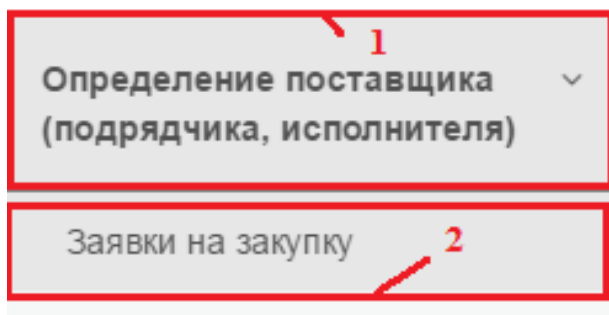 1
Определение поставщика
(подрядчика, исполнителя)
Заявки на закупку 2